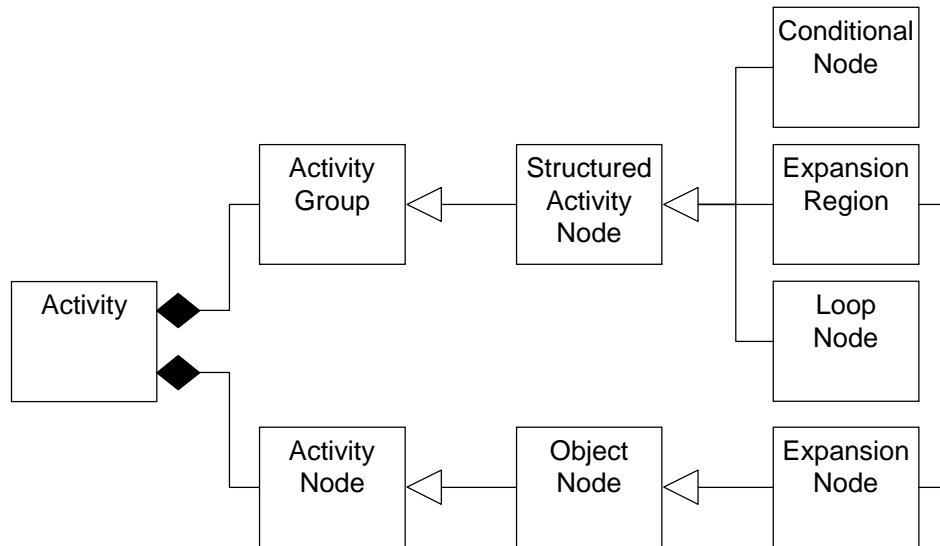 Conditional
Node
Activity
Group
Structured
Activity
Node
Expansion
Region
Activity
Loop
Node
Activity
Node
Object
Node
Expansion
Node